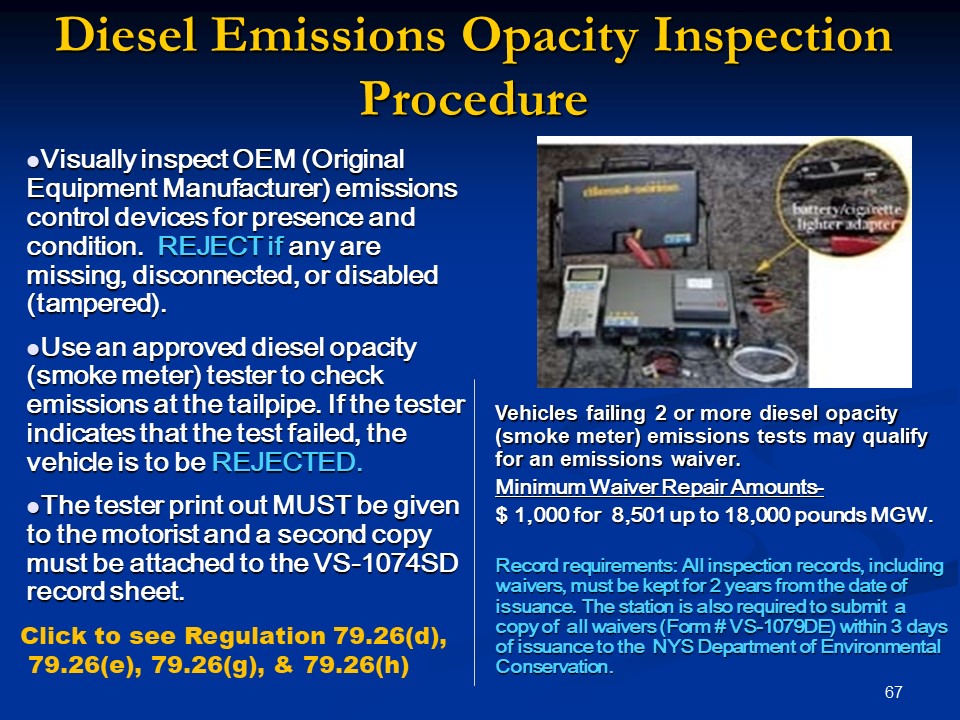 Diesel Emissions Opacity Inspection
Procedure
●Visually inspect OEM (Original
Equipment Manufacturer) emissions
control devices for presence and
condition. REJECT if any are
missing, disconnected, or disabled
(tampered).
●Use an approved diesel opacity
(smoke meter) tester to check
emissions at the tailpipe. If the tester
indicates that the test failed, the
vehicle is to be REJECTED.
●The tester print out MUST be given
to the motorist and a second copy
must be attached to the VS-1074SD
record sheet.
Click to see Regulation 79.26(d),
79.26(e), 79.26(g), & 79.26(h)
diesel-sense
battery/cigarette
lighter adapter
Vehicles failing 2 or more diesel opacity
(smoke meter) emissions tests may qualify
for an emissions waiver.
Minimum Waiver Repair Amounts-
$ 1,000 for 8,501 up to 18,000 pounds MGW.
Record requirements: All inspection records, including
waivers, must be kept for 2 years from the date of
issuance. The station is also required to submit a
copy of all waivers (Form # VS-1079DE) within 3 days
of issuance to the NYS Department of Environmental
Conservation.
67